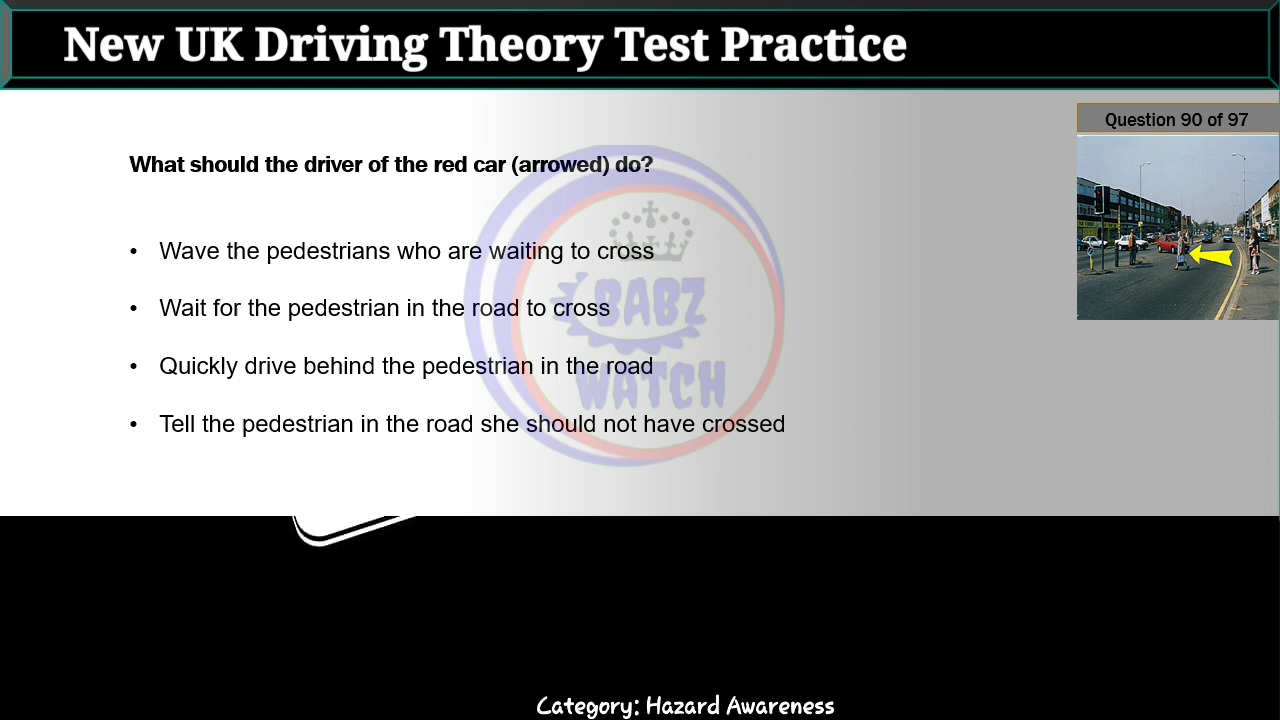 New UK Driving Theory Test Practice
Question 90 of 97
What should the driver of the red car (arrowed) do?
• Wave the pedestrians who are waiting to cross
• Wait for the pedestrian in the road to cross
• Quickly drive behind the pedestrian in the road
• Tell the pedestrian in the road she should not have crossed
BABZ
WATCH
Category: Hazard Awareness